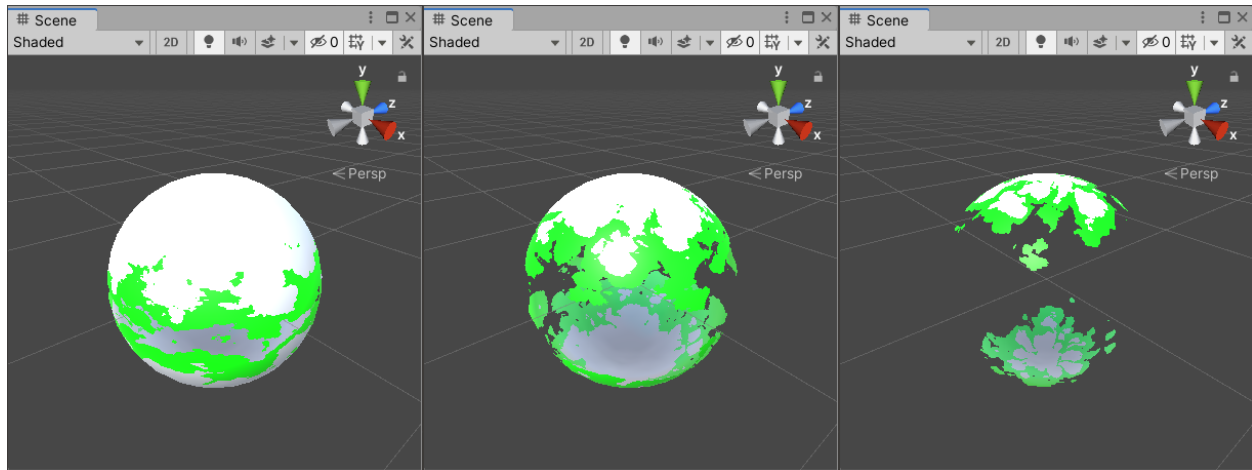 Scene
Shaded
2D
0
y
z
x
Persp
Scene
Shaded
2D
0
y
z
x
Persp
Scene
Shaded
2D
0
y
z
x
Persp